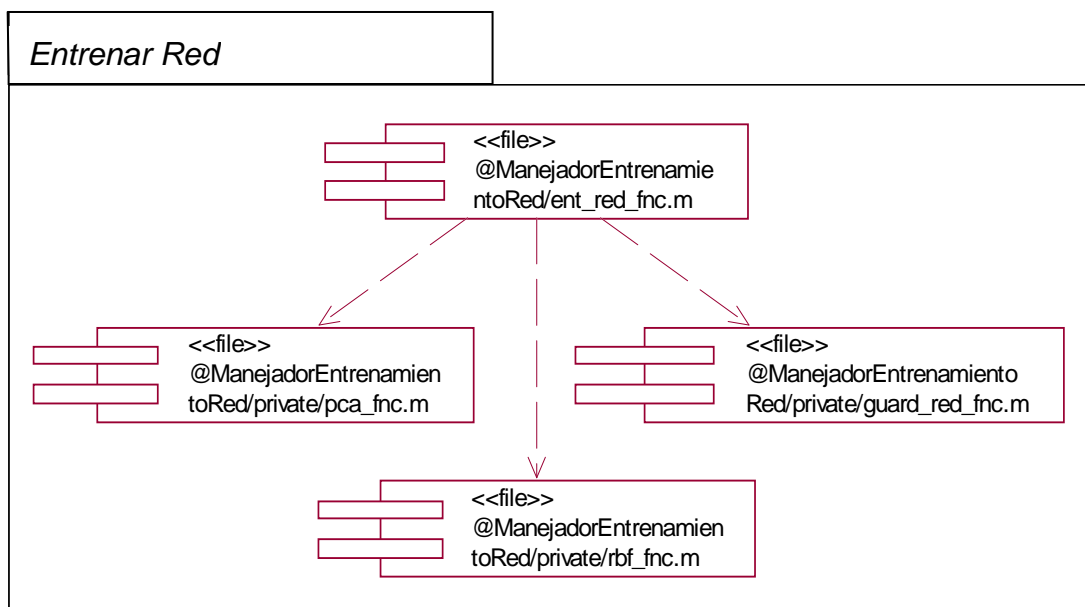 Entrenar Red
<<file>>
@ManejadorEntrenamie
ntoRed/ent_red_fnc.m
<<file>>
@ManejadorEntrenamien
toRed/private/pca_fnc.m
<<file>>
@ManejadorEntrenamiento
Red/private/guard_red_fnc.m
<<file>>
@ManejadorEntrenamien
toRed/private/rbf_fnc.m